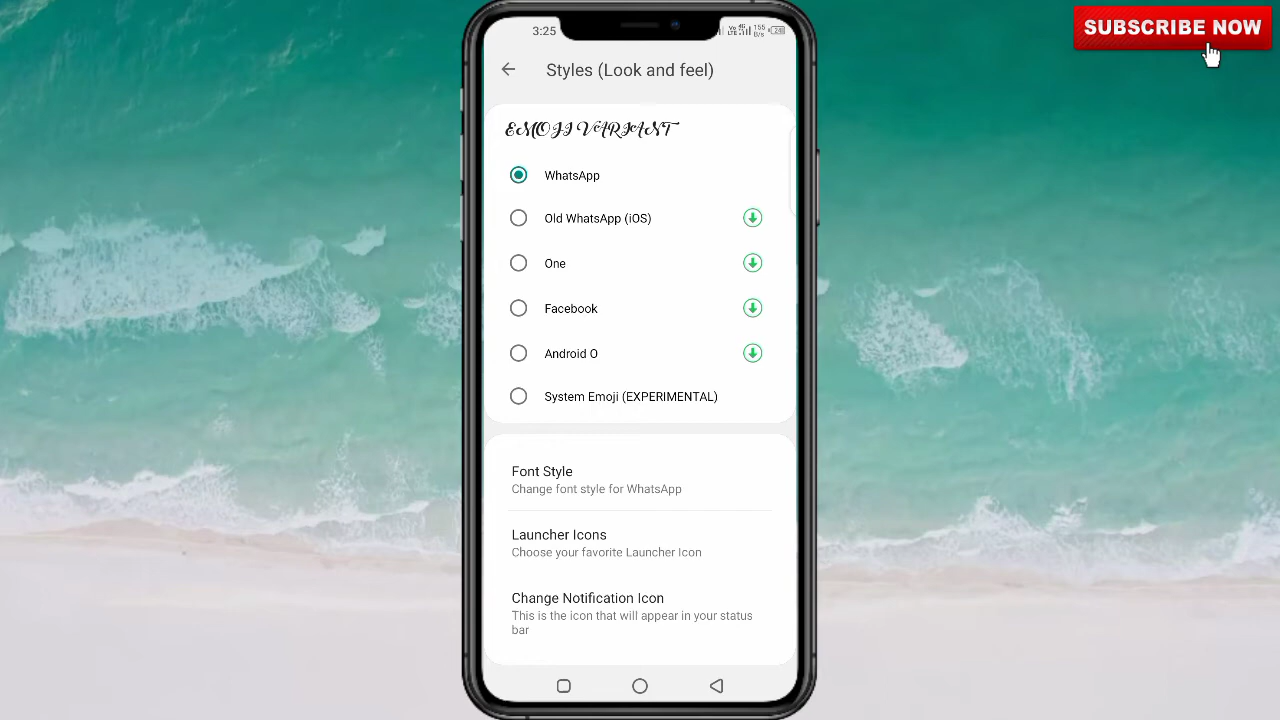 SUBSCRIBE NOW
3:25
Styles (Look and feel)
EMOJI VARIANT
WhatsApp
Old WhatsApp (iOS)
One
Facebook
Android O
System Emoji (EXPERIMENTAL)
Font Style
Change font style for WhatsApp
Launcher Icons
Choose your favorite Launcher Icon
Change Notification Icon
This is the icon that will appear in your status
bar